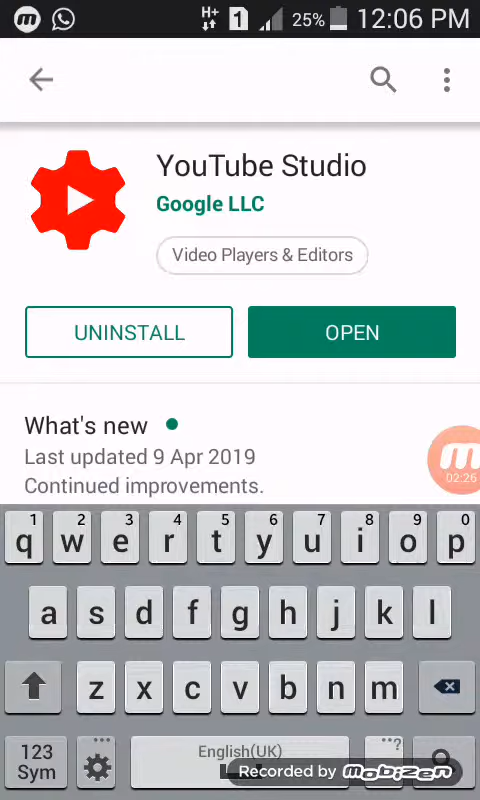 H+ 1 25% 12:06 PM
YouTube Studio
Google LLC
Video Players & Editors
UNINSTALL OPEN
What's new
Last updated 9 Apr 2019
Continued improvements.
02:26
1 2 3 4 5 6 7 8 9 0
q w e r t y u i o p
a s d f g h j k l
z x c v b n m
123
Sym
English(UK)
?
Recorded by mobizen